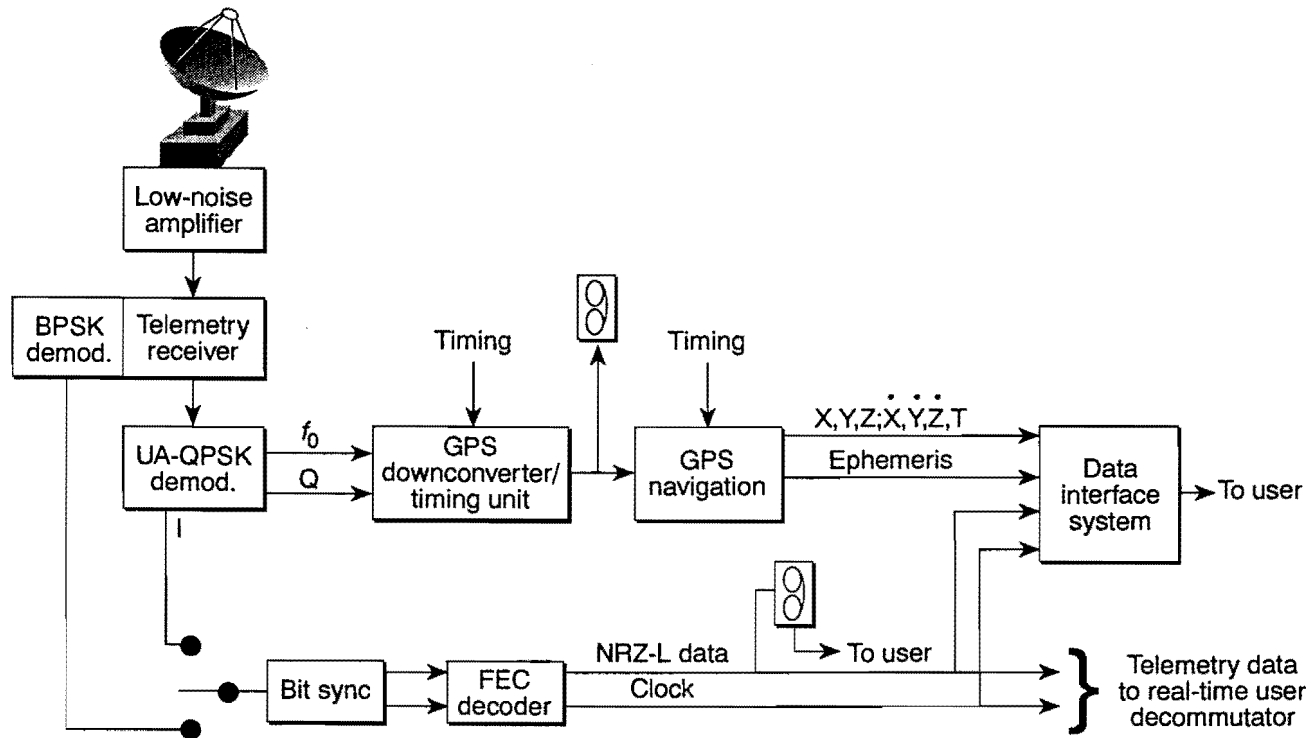 Low-noise
amplifier
BPSK
demod.
Telemetry
receiver
Timing
Timing
UA-QPSK
demod.
f0
Q
I
GPS
downconverter/
timing unit
GPS
navigation
X,Y,Z;Ẋ,Ẏ,Ż,T
Ephemeris
Data
interface
system
To user
Bit sync
FEC
decoder
NRZ-L data
Clock
To user
Telemetry data
to real-time user
decommutator